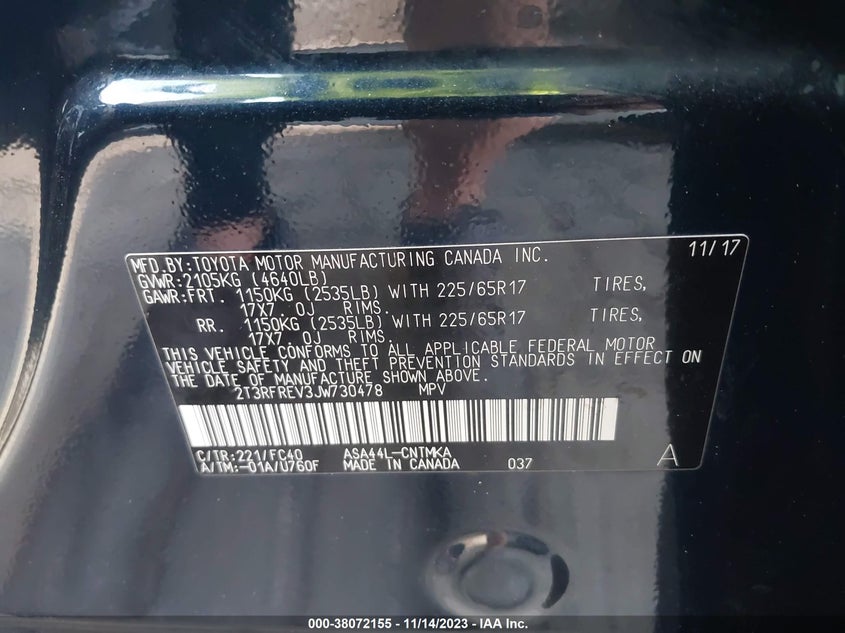 MFD.BY:TOYOTA MOTOR MANUFACTURING CANADA INC. 11/17
GVWR:2105KG (4640LB)
GAWR:FRT. 1150KG (2535LB) WITH 225/65R17 TIRES,
17X7.0J RIMS.
RR. 1150KG (2535LB) WITH 225/65R17 TIRES,
17X7.0J RIMS.
THIS VEHICLE CONFORMS TO ALL APPLICABLE FEDERAL MOTOR
VEHICLE SAFETY AND THEFT PREVENTION STANDARDS IN EFFECT ON
THE DATE OF MANUFACTURE SHOWN ABOVE.
2T3RFREV3JW730478 MPV
C/TR:221/FC40 ASA44L-CNTMKA
A/TM:-01A/U760F MADE IN CANADA 037 A
000-38072155 - 11/14/2023 - IAA Inc.